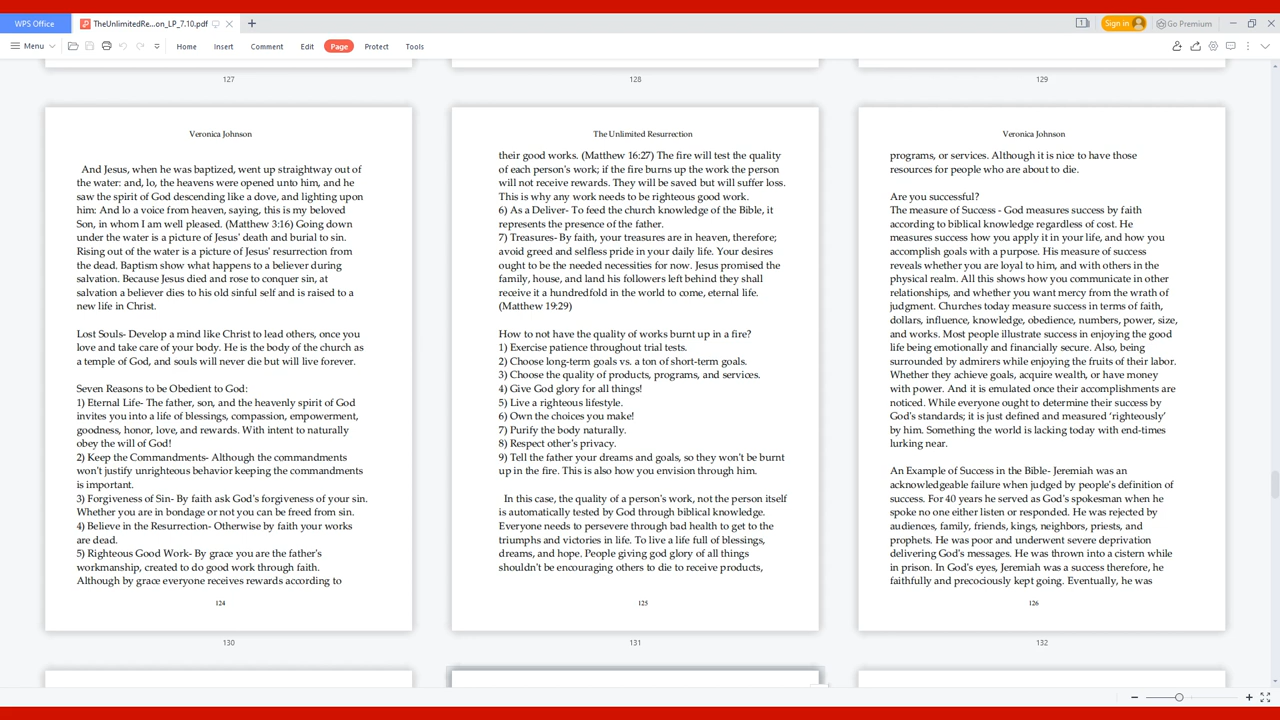 WPS Office
TheUnlimitedRe...on_LP_7.10.pdf
1
Sign in
Go Premium
Menu
Home
Insert
Comment
Edit
Page
Protect
Tools
127
128
129
Veronica Johnson
And Jesus, when he was baptized, went up straightway out of
the water: and, lo, the heavens were opened unto him, and he
saw the spirit of God descending like a dove, and lighting upon
him: And lo a voice from heaven, saying, this is my beloved
Son, in whom I am well pleased. (Matthew 3:16) Going down
under the water is a picture of Jesus' death and burial to sin.
Rising out of the water is a picture of Jesus' resurrection from
the dead. Baptism show what happens to a believer during
salvation. Because Jesus died and rose to conquer sin, at
salvation a believer dies to his old sinful self and is raised to a
new life in Christ.
Lost Souls- Develop a mind like Christ to lead others, once you
love and take care of your body. He is the body of the church as
a temple of God, and souls will never die but will live forever.
Seven Reasons to be Obedient to God:
1) Eternal Life- The father, son, and the heavenly spirit of God
invites you into a life of blessings, compassion, empowerment,
goodness, honor, love, and rewards. With intent to naturally
obey the will of God!
2) Keep the Commandments- Although the commandments
won't justify unrighteous behavior keeping the commandments
is important.
3) Forgiveness of Sin- By faith ask God's forgiveness of your sin.
Whether you are in bondage or not you can be freed from sin.
4) Believe in the Resurrection- Otherwise by faith your works
are dead.
5) Righteous Good Work- By grace you are the father's
workmanship, created to do good work through faith.
Although by grace everyone receives rewards according to
124
130
The Unlimited Resurrection
their good works. (Matthew 16:27) The fire will test the quality
of each person's work; if the fire burns up the work the person
will not receive rewards. They will be saved but will suffer loss.
This is why any work needs to be righteous good work.
6) As a Deliver- To feed the church knowledge of the Bible, it
represents the presence of the father.
7) Treasures- By faith, your treasures are in heaven, therefore;
avoid greed and selfless pride in your daily life. Your desires
ought to be the needed necessities for now. Jesus promised the
family, house, and land his followers left behind they shall
receive it a hundredfold in the world to come, eternal life.
(Matthew 19:29)
How to not have the quality of works burnt up in a fire?
1) Exercise patience throughout trial tests.
2) Choose long-term goals vs. a ton of short-term goals.
3) Choose the quality of products, programs, and services.
4) Give God glory for all things!
5) Live a righteous lifestyle.
6) Own the choices you make!
7) Purify the body naturally.
8) Respect other's privacy.
9) Tell the father your dreams and goals, so they won't be burnt
up in the fire. This is also how you envision through him.
In this case, the quality of a person's work, not the person itself
is automatically tested by God through biblical knowledge.
Everyone needs to persevere through bad health to get to the
triumphs and victories in life. To live a life full of blessings,
dreams, and hope. People giving god glory of all things
shouldn't be encouraging others to die to receive products,
125
131
Veronica Johnson
programs, or services. Although it is nice to have those
resources for people who are about to die.
Are you successful?
The measure of Success - God measures success by faith
according to biblical knowledge regardless of cost. He
measures success how you apply it in your life, and how you
accomplish goals with a purpose. His measure of success
reveals whether you are loyal to him, and with others in the
physical realm. All this shows how you communicate in other
relationships, and whether you want mercy from the wrath of
judgment. Churches today measure success in terms of faith,
dollars, influence, knowledge, obedience, numbers, power, size,
and works. Most people illustrate success in enjoying the good
life being emotionally and financially secure. Also, being
surrounded by admirers while enjoying the fruits of their labor.
Whether they achieve goals, acquire wealth, or have money
with power. And it is emulated once their accomplishments are
noticed. While everyone ought to determine their success by
God's standards; it is just defined and measured 'righteously'
by him. Something the world is lacking today with end-times
lurking near.
An Example of Success in the Bible- Jeremiah was an
acknowledgeable failure when judged by people's definition of
success. For 40 years he served as God's spokesman when he
spoke no one either listen or responded. He was rejected by
audiences, family, friends, kings, neighbors, priests, and
prophets. He was poor and underwent severe deprivation
delivering God's messages. He was thrown into a cistern while
in prison. In God's eyes, Jeremiah was a success therefore, he
faithfully and precociously kept going. Eventually, he was
126
132